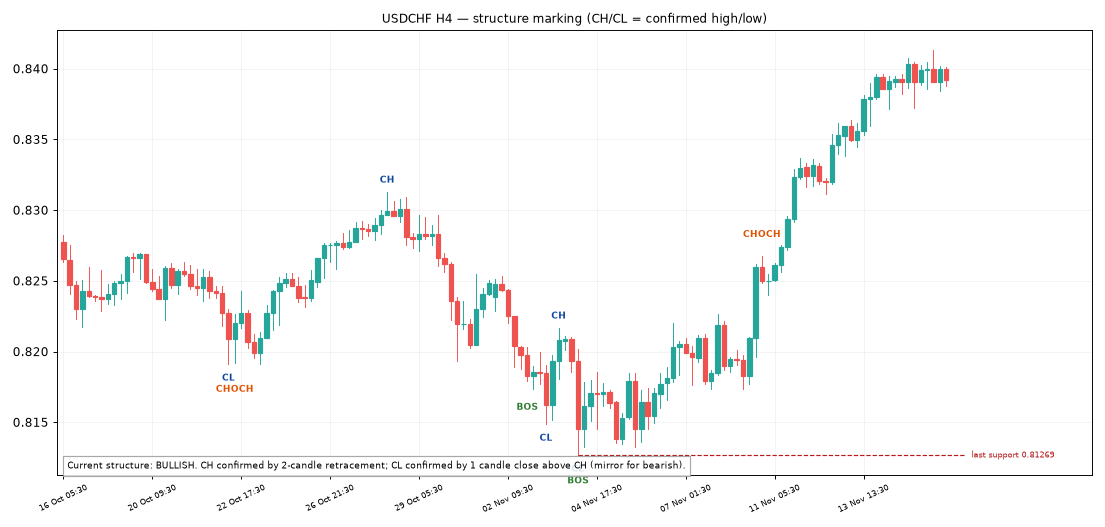 USDCHF H4 — structure marking (CH/CL = confirmed high/low)
0.840
0.835
0.830
0.825
0.820
0.815
CH
CHOCH
CH
CL
CHOCH
BOS
CL
last support 0.81269
Current structure: BULLISH. CH confirmed by 2-candle retracement; CL confirmed by 1 candle close above CH (mirror for bearish).
BOS
16 Oct 05:30
20 Oct 09:30
22 Oct 17:30
26 Oct 21:30
29 Oct 05:30
02 Nov 09:30
04 Nov 17:30
07 Nov 01:30
11 Nov 05:30
13 Nov 13:30